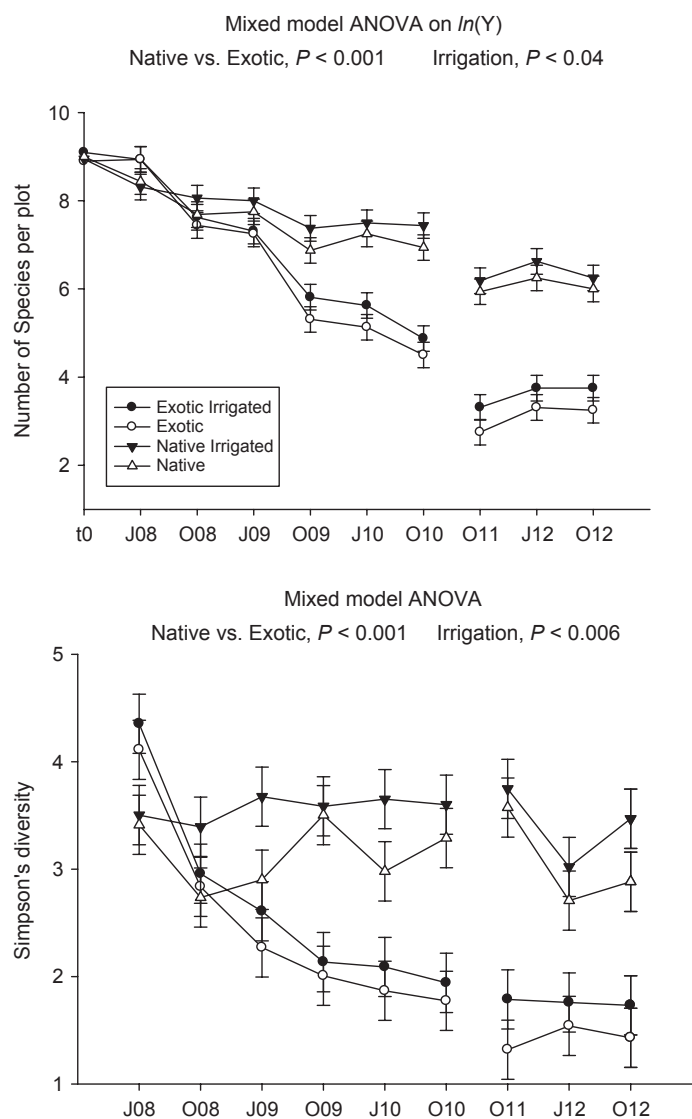 Mixed model ANOVA on ln(Y)
Native vs. Exotic, P < 0.001 Irrigation, P < 0.04
10
8
6
4
2
Number of Species per plot
Exotic Irrigated
Exotic
Native Irrigated
Native
t0 J08 O08 J09 O09 J10 O10 O11 J12 O12
Mixed model ANOVA
Native vs. Exotic, P < 0.001 Irrigation, P < 0.006
5
4
3
2
1
Simpson's diversity
J08 O08 J09 O09 J10 O10 O11 J12 O12